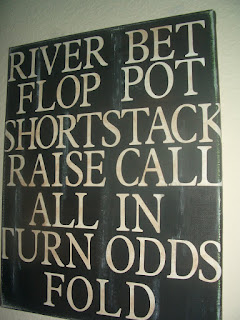 RIVER BET
FLOP POT
SHORTSTACK
RAISE CALL
ALL IN
TURN ODDS
FOLD